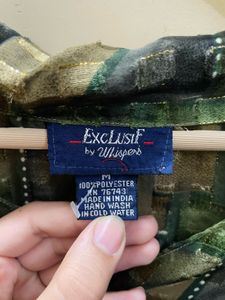 EXCLUSIF
by Whispers
M
100% POLYESTER
RN 76743
MADE IN INDIA
HAND WASH
IN COLD WATER